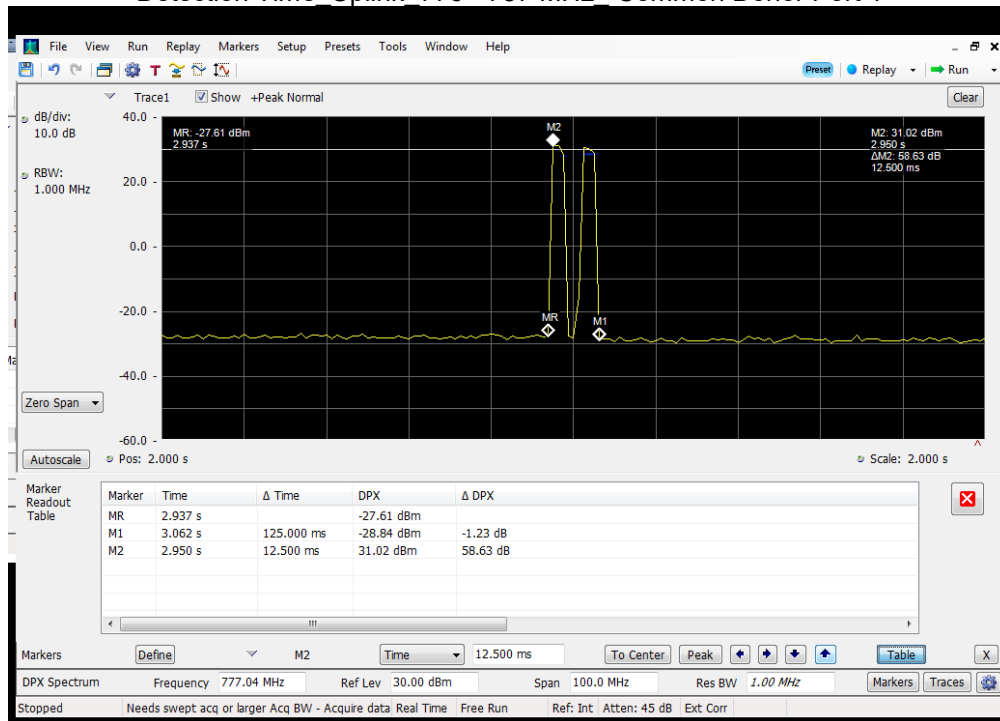 File View Run Replay Markers Setup Presets Tools Window Help
T Preset Replay Run
Trace1 Show +Peak Normal Clear
dB/div:
10.0 dB
RBW:
1.000 MHz
40.0 -
20.0 -
0.0 -
-20.0 -
-40.0 -
-60.0 -
MR: -27.61 dBm
2.937 s
M2
M2: 31.02 dBm
2.950 s
ΔM2: 58.63 dB
12.500 ms
MR
M1
Zero Span
Autoscale Pos: 2.000 s Scale: 2.000 s
Marker
Readout
Table
Marker Time Δ Time DPX Δ DPX
MR 2.937 s -27.61 dBm
M1 3.062 s 125.000 ms -28.84 dBm -1.23 dB
M2 2.950 s 12.500 ms 31.02 dBm 58.63 dB
Markers Define M2 Time 12.500 ms To Center Peak Table X
DPX Spectrum Frequency 777.04 MHz Ref Lev 30.00 dBm Span 100.0 MHz Res BW 1.00 MHz Markers Traces
Stopped Needs swept acq or larger Acq BW - Acquire data Real Time Free Run Ref: Int Atten: 45 dB Ext Corr